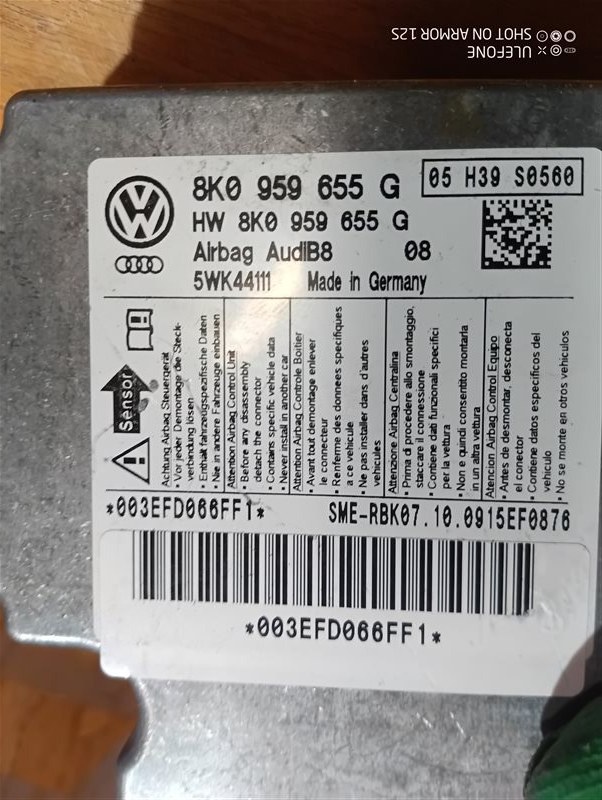 ULEFONE
SHOT ON ARMOR 12S
8K0 959 655 G
05 H39 S0560
HW 8K0 959 655 G
Airbag AudiB8 08
5WK44111 Made in Germany
Sensor
Achtung Airbag Steuergerät
• Vor jeder Demontage die Steck-
verbindung lösen
• Enthält fahrzeugspezifische Daten
• Nie in andere Fahrzeuge einbauen
Attention Airbag Control Unit
• Before any disassembly
detach the connector
• Contains specific vehicle data
• Never install in another car
Attention Airbag Controle Boitier
• Avant tout demontage enlever
le connecteur
• Renferme des donnees specifiques
a ce vehicule
• Ne pas installer dans d'autres
vehicules
Attenzione Airbag Centralina
• Prima di procedere allo smontaggio,
staccare il connessione
• Contiene dati funzionali specifici
per la vettura
• Non e quindi consertito montarla
in un altra vettura
Atencion Airbag Control Equipo
• Antes de desmontar, desconecta
el conector
• Contiene datos especificos del
vehiculo
• No se monte en otros vehiculos
*003EFD066FF1*
SME-RBK07.10.0915EF0876
*003EFD066FF1*